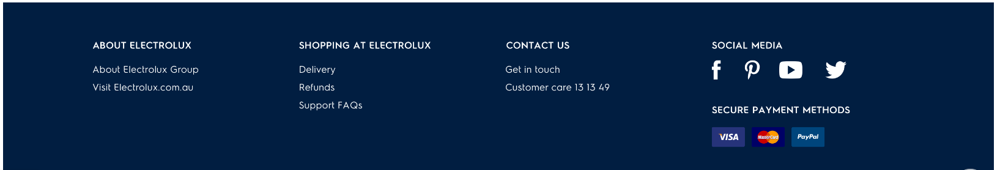 ABOUT ELECTROLUX
About Electrolux Group
Visit Electrolux.com.au
SHOPPING AT ELECTROLUX
Delivery
Refunds
Support FAQs
CONTACT US
Get in touch
Customer care 13 13 49
SOCIAL MEDIA
SECURE PAYMENT METHODS
VISA MasterCard PayPal